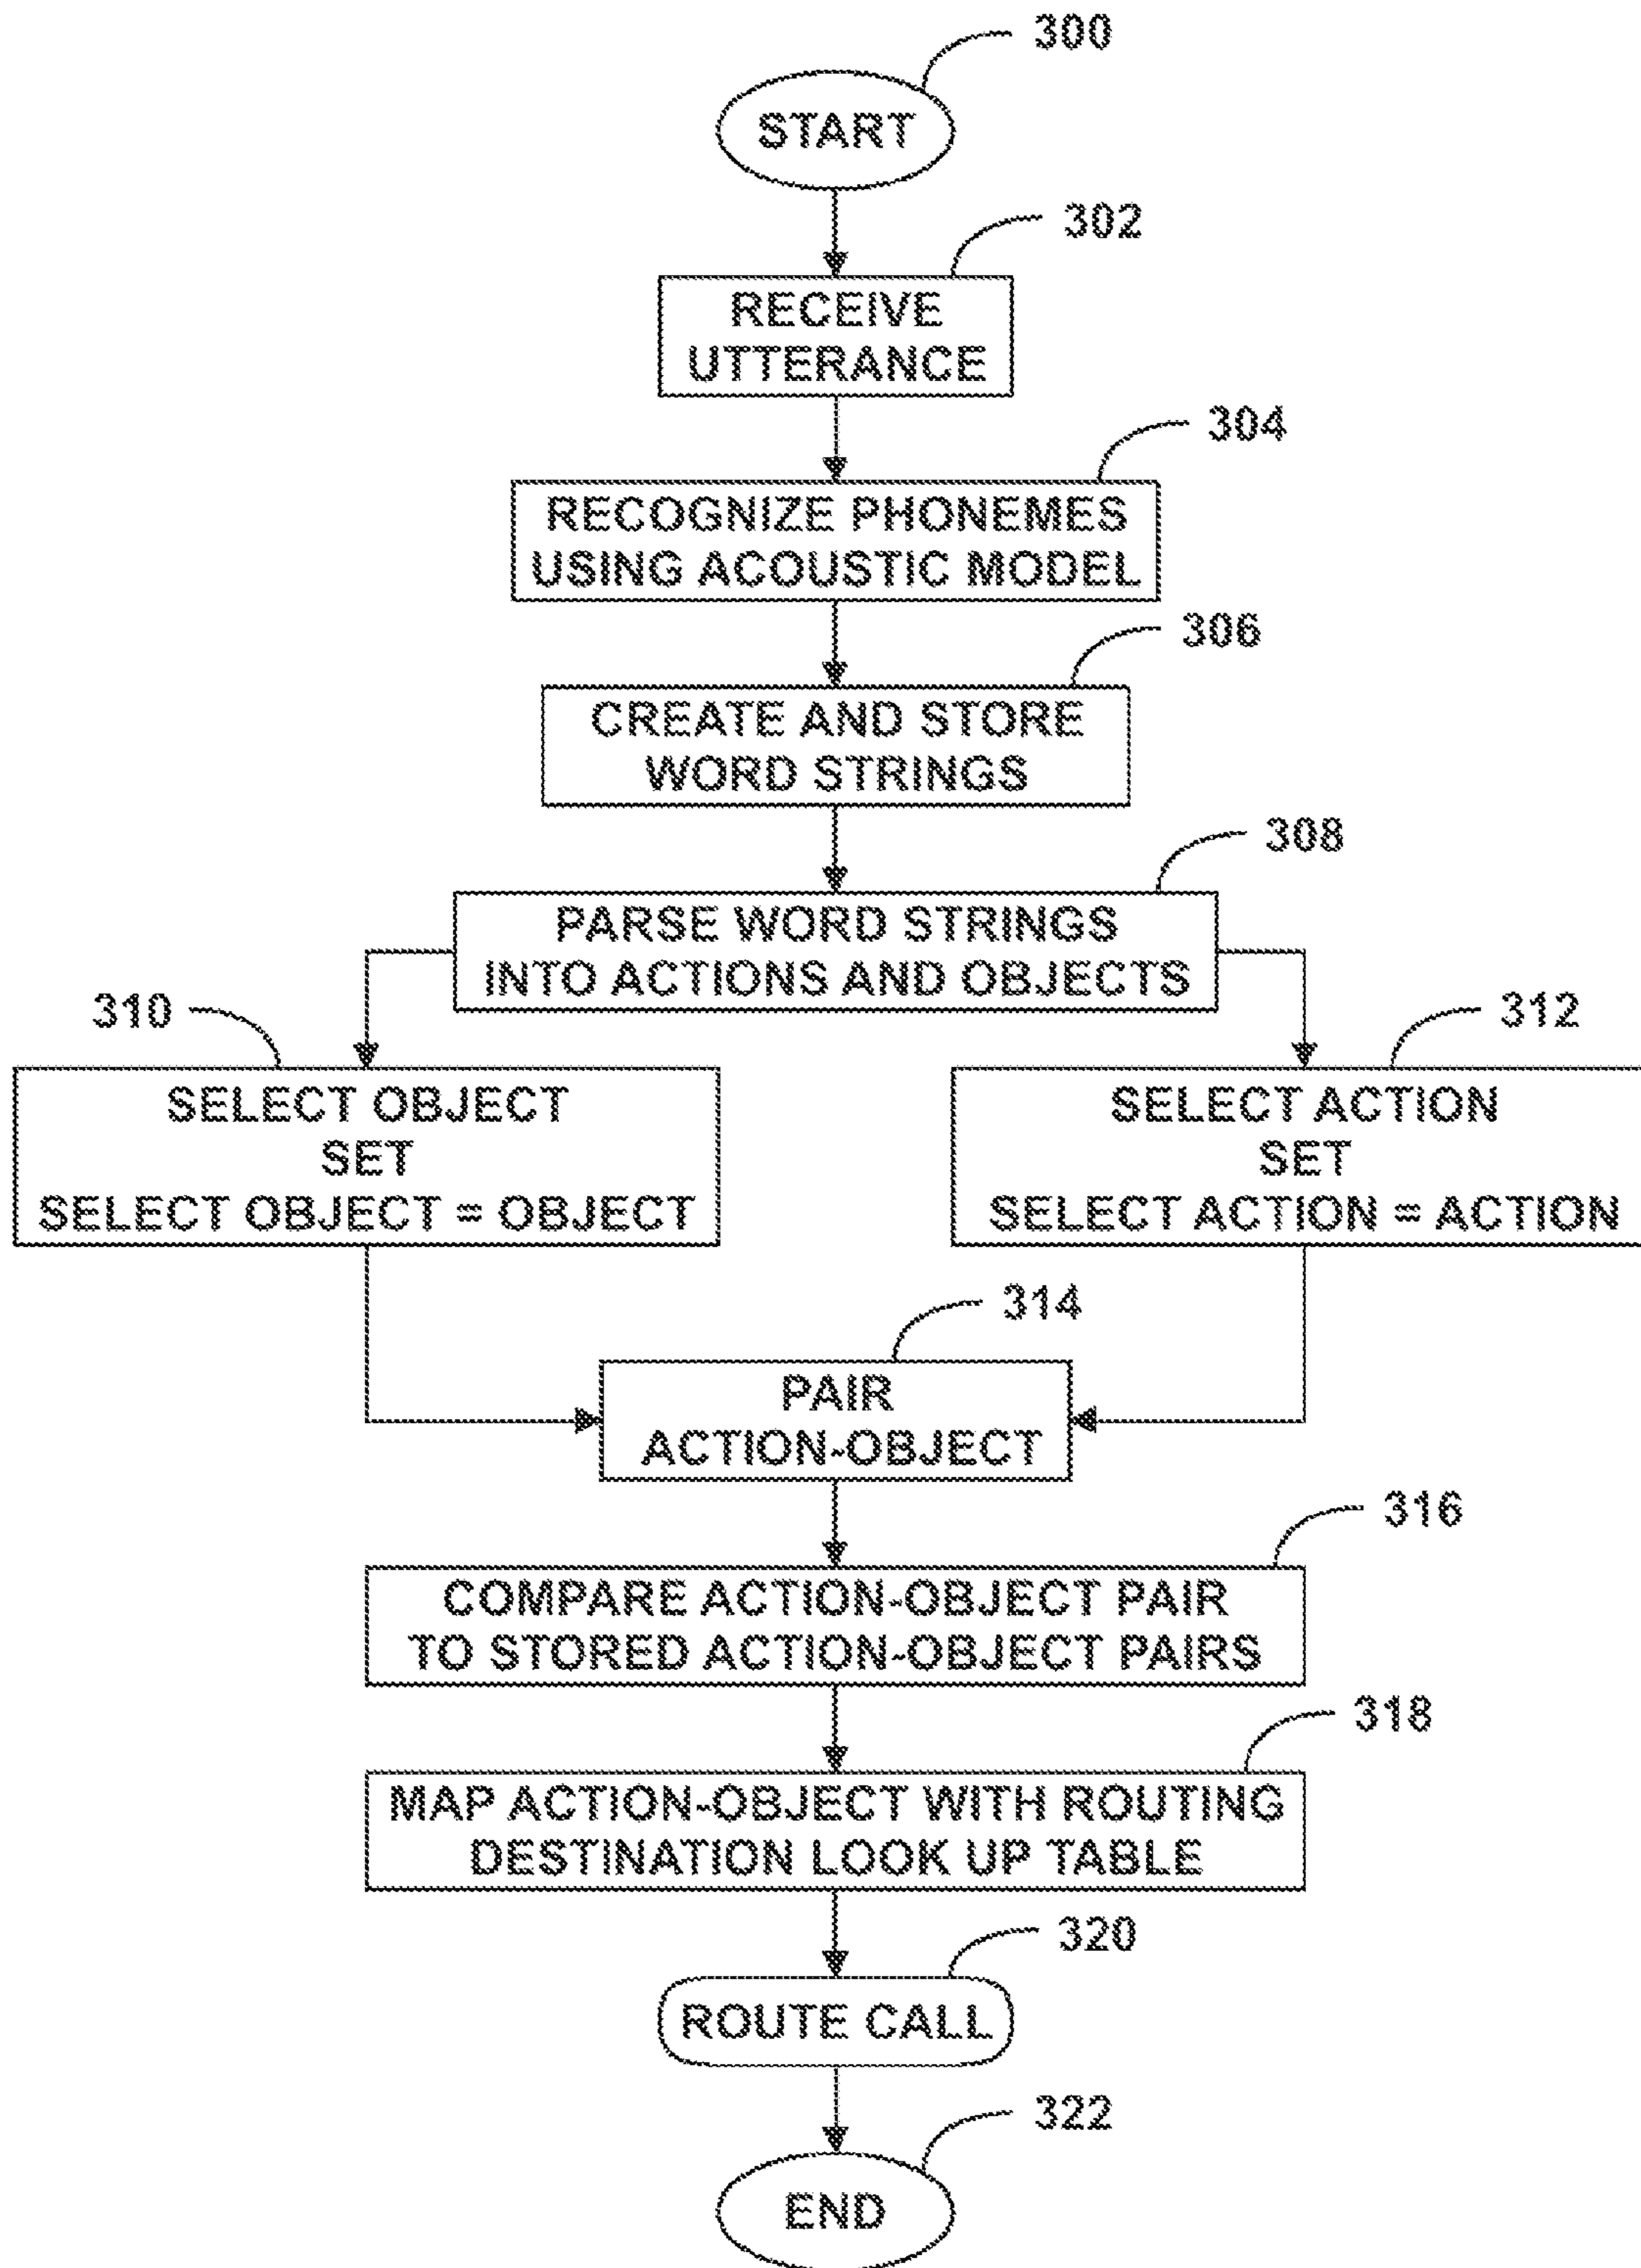 300
START
302
RECEIVE
UTTERANCE
304
RECOGNIZE PHONEMES
USING ACOUSTIC MODEL
306
CREATE AND STORE
WORD STRINGS
308
PARSE WORD STRINGS
INTO ACTIONS AND OBJECTS
310
SELECT OBJECT
SET
SELECT OBJECT = OBJECT
312
SELECT ACTION
SET
SELECT ACTION = ACTION
314
PAIR
ACTION-OBJECT
316
COMPARE ACTION-OBJECT PAIR
TO STORED ACTION-OBJECT PAIRS
318
MAP ACTION-OBJECT WITH ROUTING
DESTINATION LOOK UP TABLE
320
ROUTE CALL
322
END